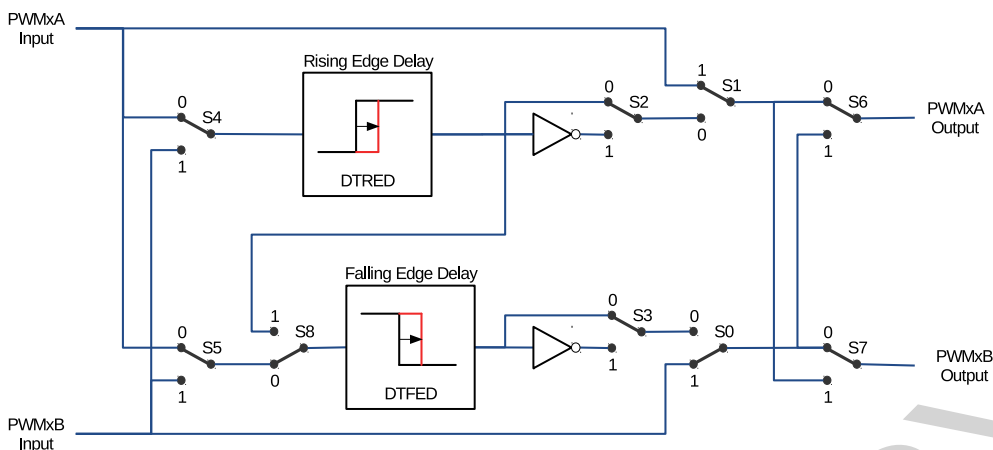 PWMxA
Input
Rising Edge Delay
0
S4
1
DTRED
0
S2
1
1
S1
0
0
S6
1
PWMxA
Output
Falling Edge Delay
0
S5
1
1
S8
0
DTFED
0
S3
1
0
S0
1
0
S7
1
PWMxB
Output
PWMxB
Input